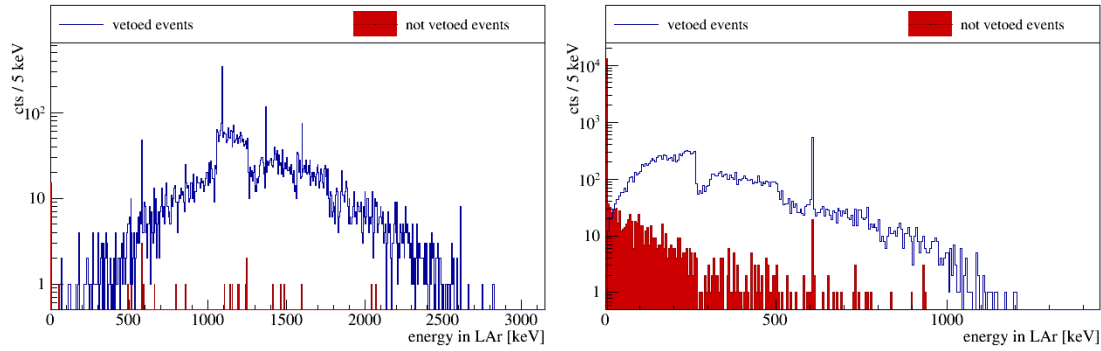 vetoed events
not vetoed events
cts / 5 keV
10²
10
1
0
500
1000
1500
2000
2500
3000
energy in LAr [keV]
vetoed events
not vetoed events
cts / 5 keV
10⁴
10³
10²
10
1
0
500
1000
energy in LAr [keV]